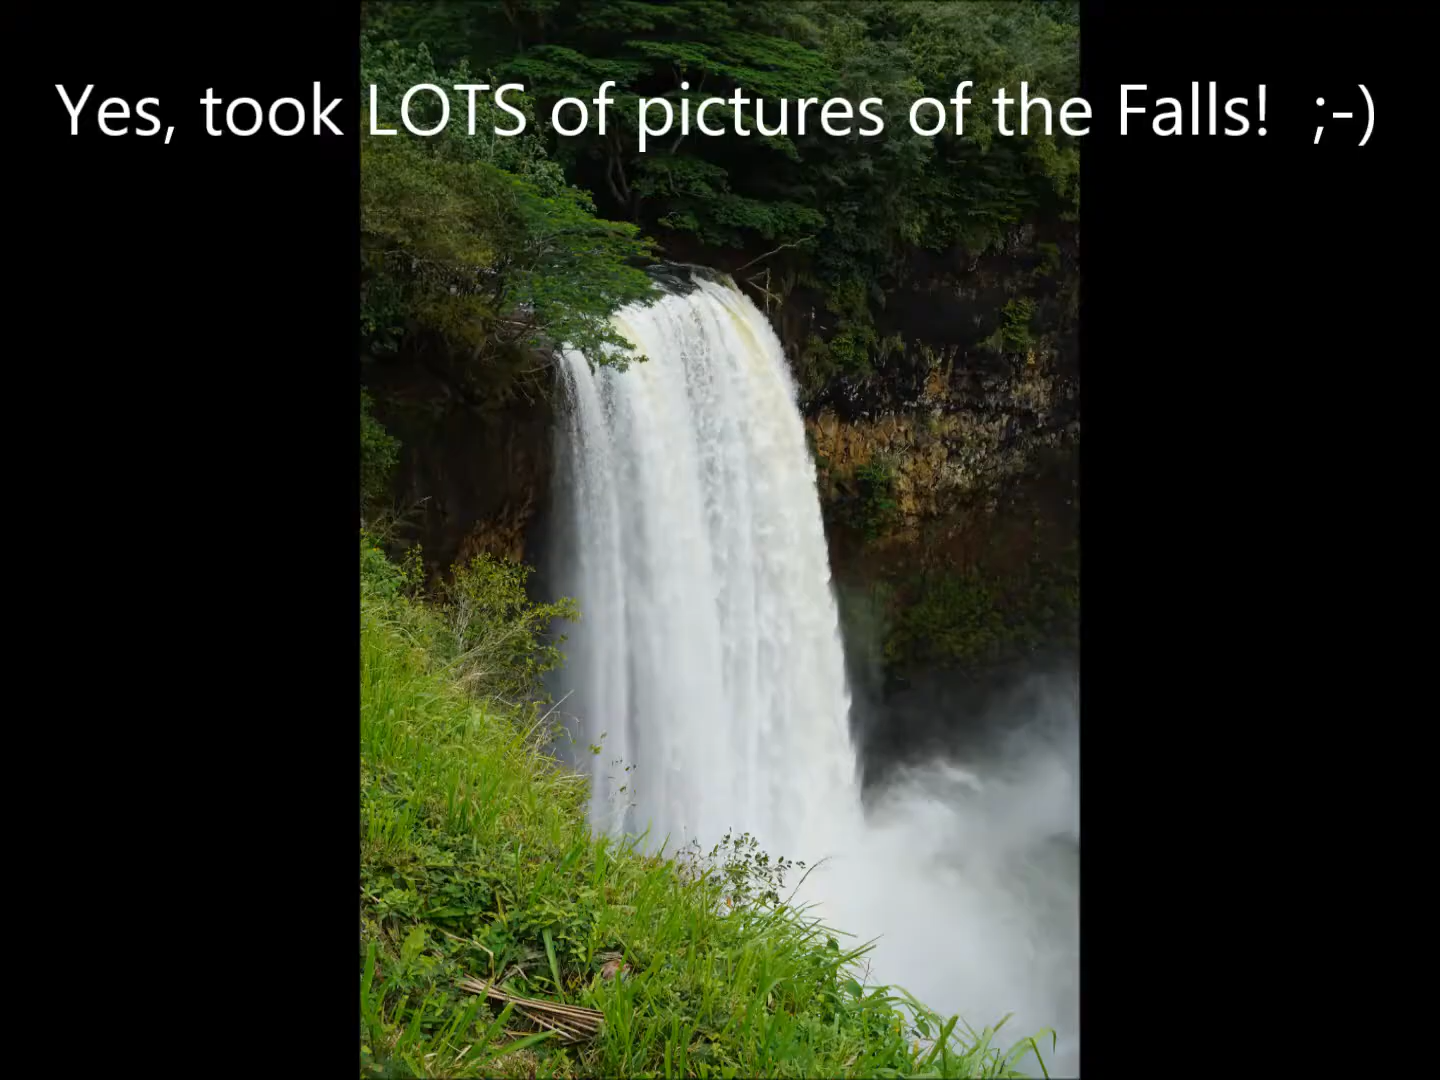 Yes, took LOTS of pictures of the Falls!  ;-)